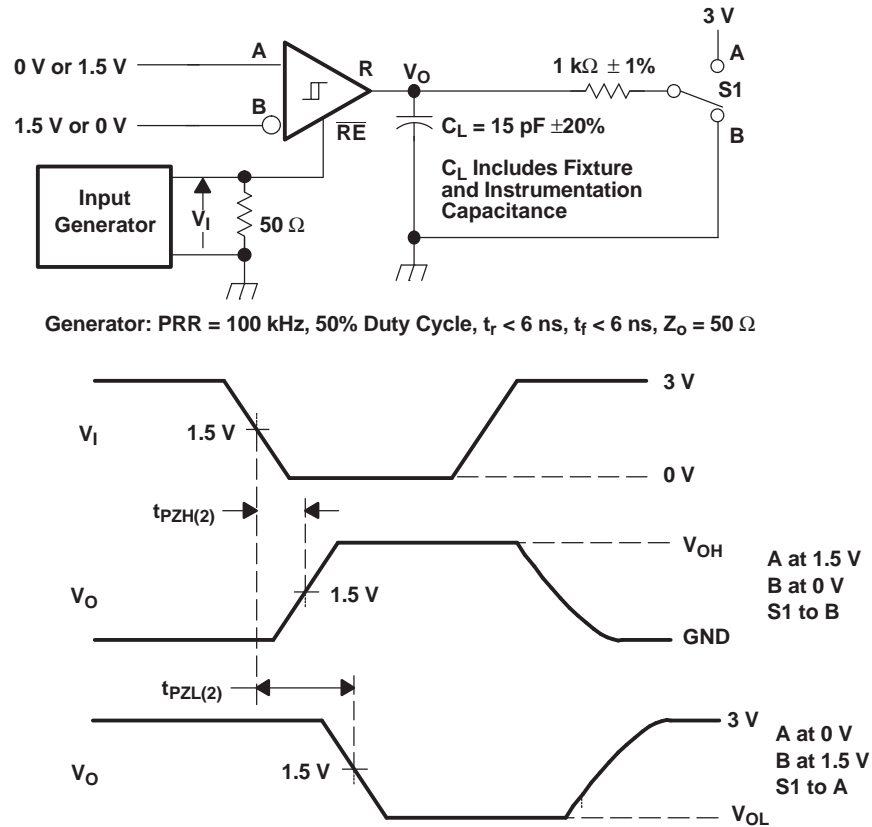 3 V
A
0 V or 1.5 V
A
R
V_O
1 kΩ ± 1%
S1
B
1.5 V or 0 V
R̅E̅
C_L = 15 pF ±20%
B
C_L Includes Fixture
and Instrumentation
Capacitance
Input
Generator
V_I
50 Ω
Generator: PRR = 100 kHz, 50% Duty Cycle, t_r < 6 ns, t_f < 6 ns, Z_o = 50 Ω
3 V
V_I
1.5 V
0 V
t_PZH(2)
V_OH
A at 1.5 V
B at 0 V
S1 to B
V_O
1.5 V
GND
t_PZL(2)
3 V
A at 0 V
B at 1.5 V
S1 to A
V_O
1.5 V
V_OL